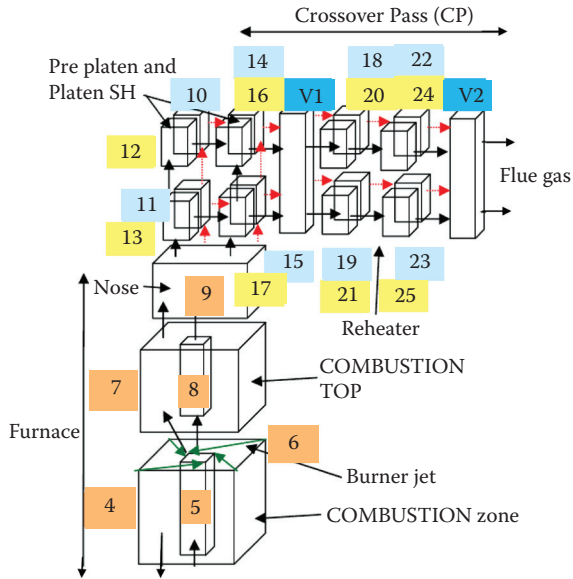 Crossover Pass (CP)
14 18 22
Pre platen and
Platen SH
10 16 V1 20 24 V2
12
Flue gas
11
13
15 19 23
Nose 9 17 21 25
Reheater
7 8 COMBUSTION
TOP
Furnace
6
Burner jet
4 5 COMBUSTION zone